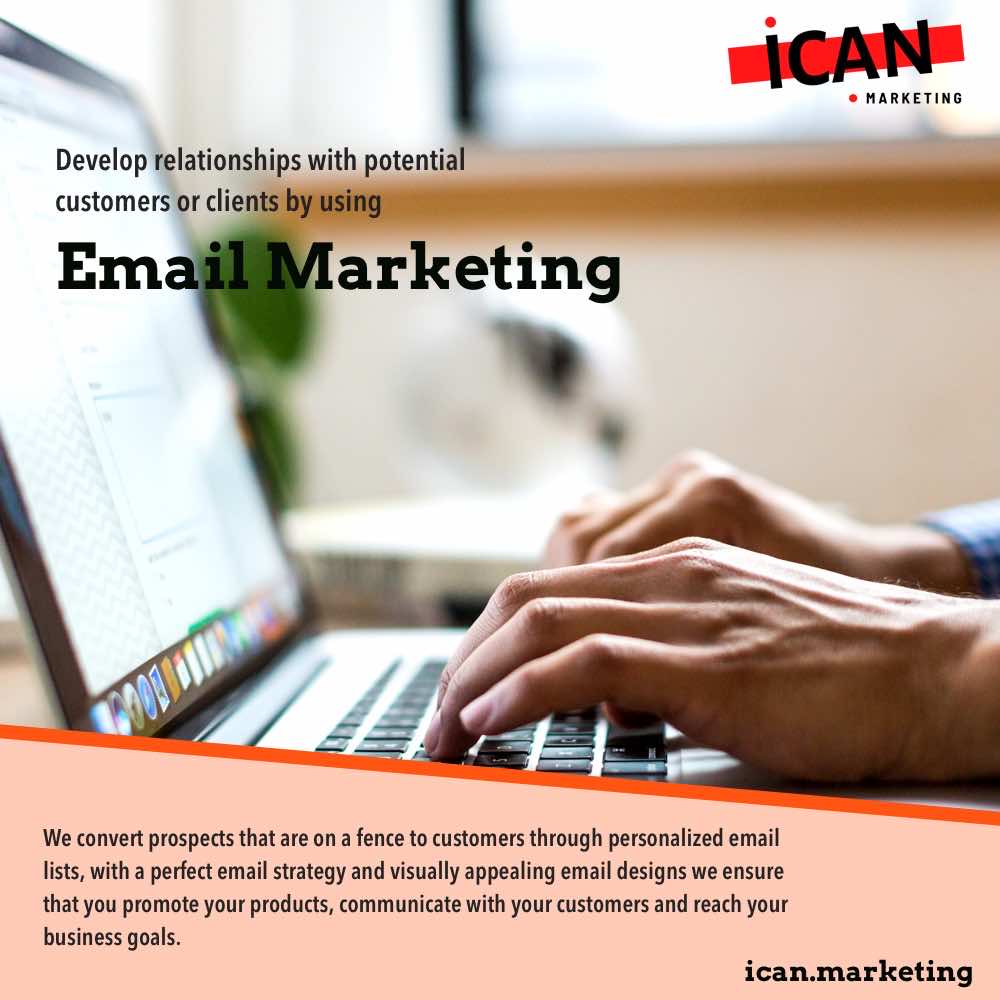 iCAN
MARKETING
Develop relationships with potential
customers or clients by using
Email Marketing
We convert prospects that are on a fence to customers through personalized email
lists, with a perfect email strategy and visually appealing email designs we ensure
that you promote your products, communicate with your customers and reach your
business goals.
ican.marketing